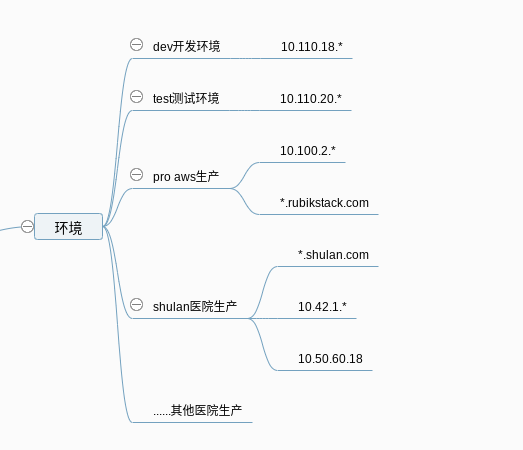 环境
dev开发环境
10.110.18.*
test测试环境
10.110.20.*
pro aws生产
10.100.2.*
*.rubikstack.com
shulan医院生产
*.shulan.com
10.42.1.*
10.50.60.18
......其他医院生产